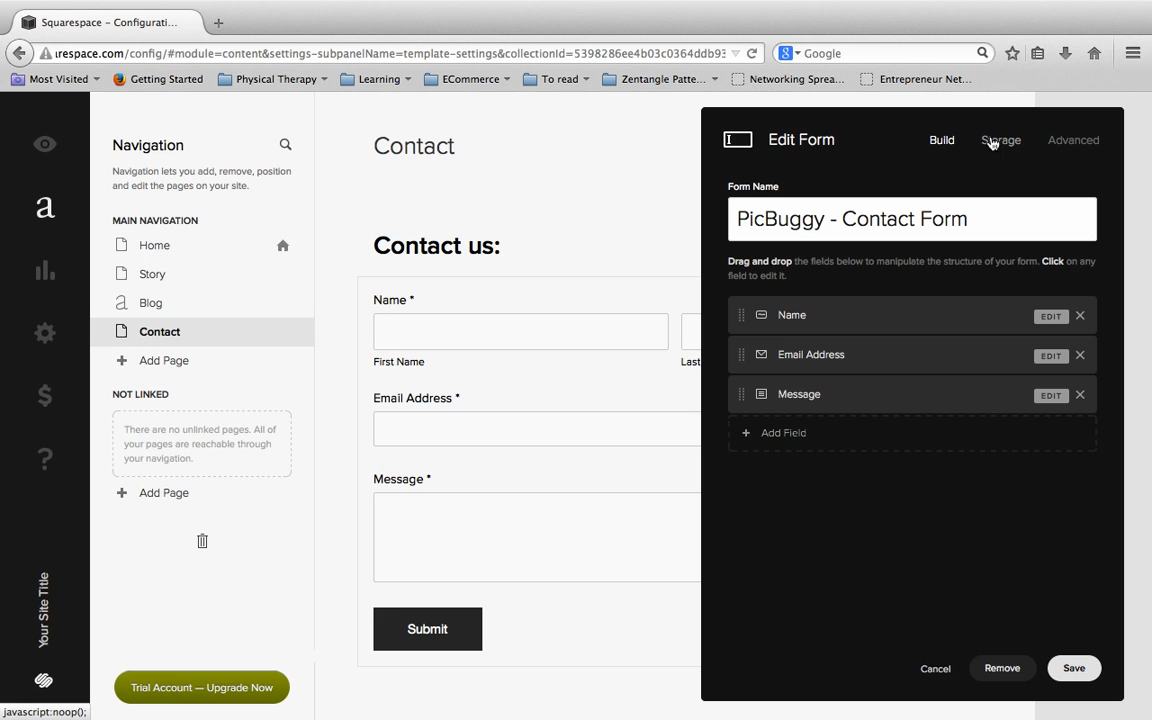 Squarespace - Configurati...
urespace.com/config/#module=content&settings-subpanelName=template-settings&collectionId=5398286ee4b03c0364ddb93
Google
Most Visited
Getting Started
Physical Therapy
Learning
ECommerce
To read
Zentangle Patte...
Networking Sprea...
Entrepreneur Net...
Navigation
Navigation lets you add, remove, position
and edit the pages on your site.
MAIN NAVIGATION
Home
Story
Blog
Contact
+ Add Page
NOT LINKED
There are no unlinked pages. All of
your pages are reachable through
your navigation.
+ Add Page
Your Site Title
Trial Account — Upgrade Now
javascript:noop();
Contact
Contact us:
Name *
First Name
Last
Email Address *
Message *
Submit
Edit Form
Build
Storage
Advanced
Form Name
PicBuggy - Contact Form
Drag and drop the fields below to manipulate the structure of your form. Click on any
field to edit it.
Name EDIT
Email Address EDIT
Message EDIT
+ Add Field
Cancel
Remove
Save